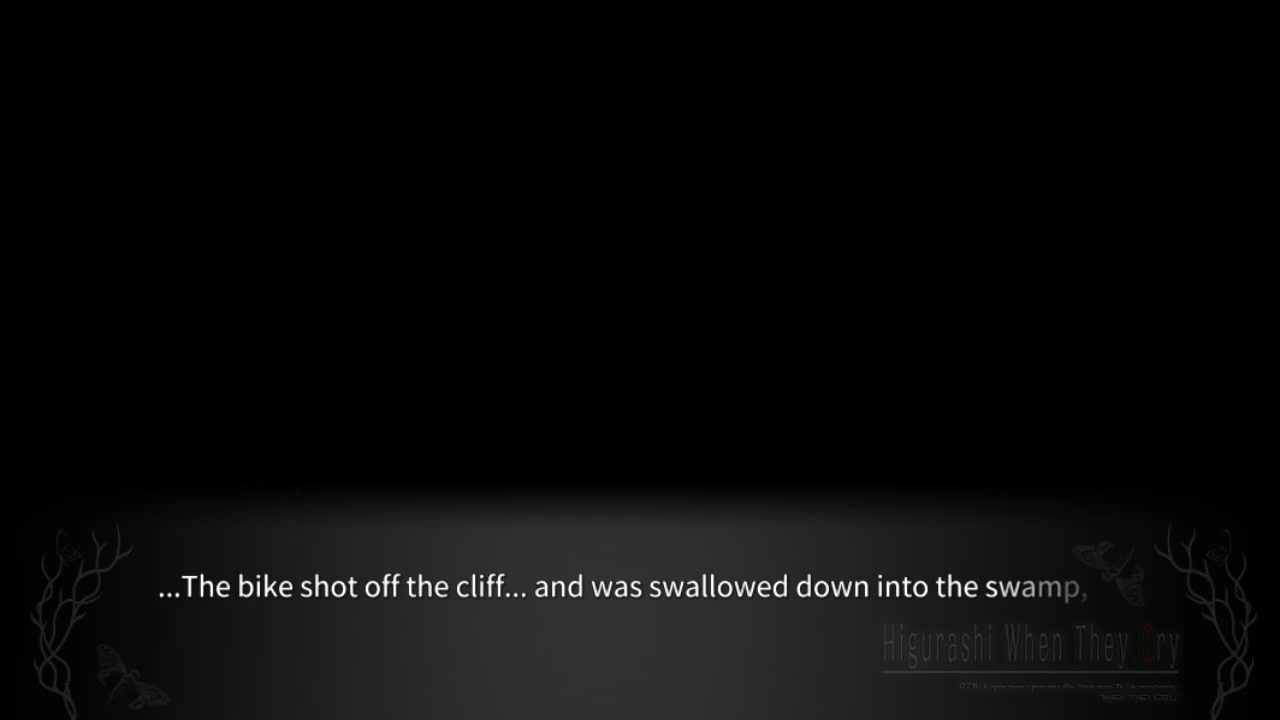 ...The bike shot off the cliff... and was swallowed down into the swamp,
Higurashi When They Cry